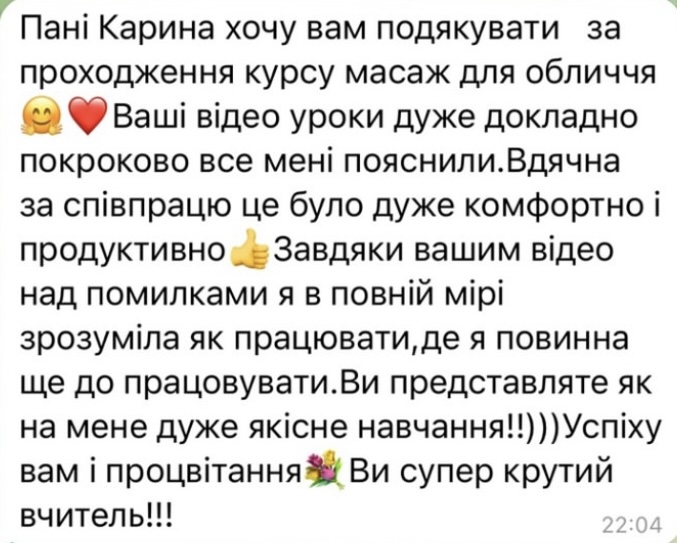 Пані Карина хочу вам подякувати за
проходження курсу масаж для обличчя
🤗❤️Ваші відео уроки дуже докладно
покроково все мені пояснили.Вдячна
за співпрацю це було дуже комфортно і
продуктивно👍Завдяки вашим відео
над помилками я в повній мірі
зрозуміла як працювати,де я повинна
ще до працовувати.Ви представляте як
на мене дуже якісне навчання!!)))Успіху
вам і процвітання💐Ви супер крутий
вчитель!!!
22:04